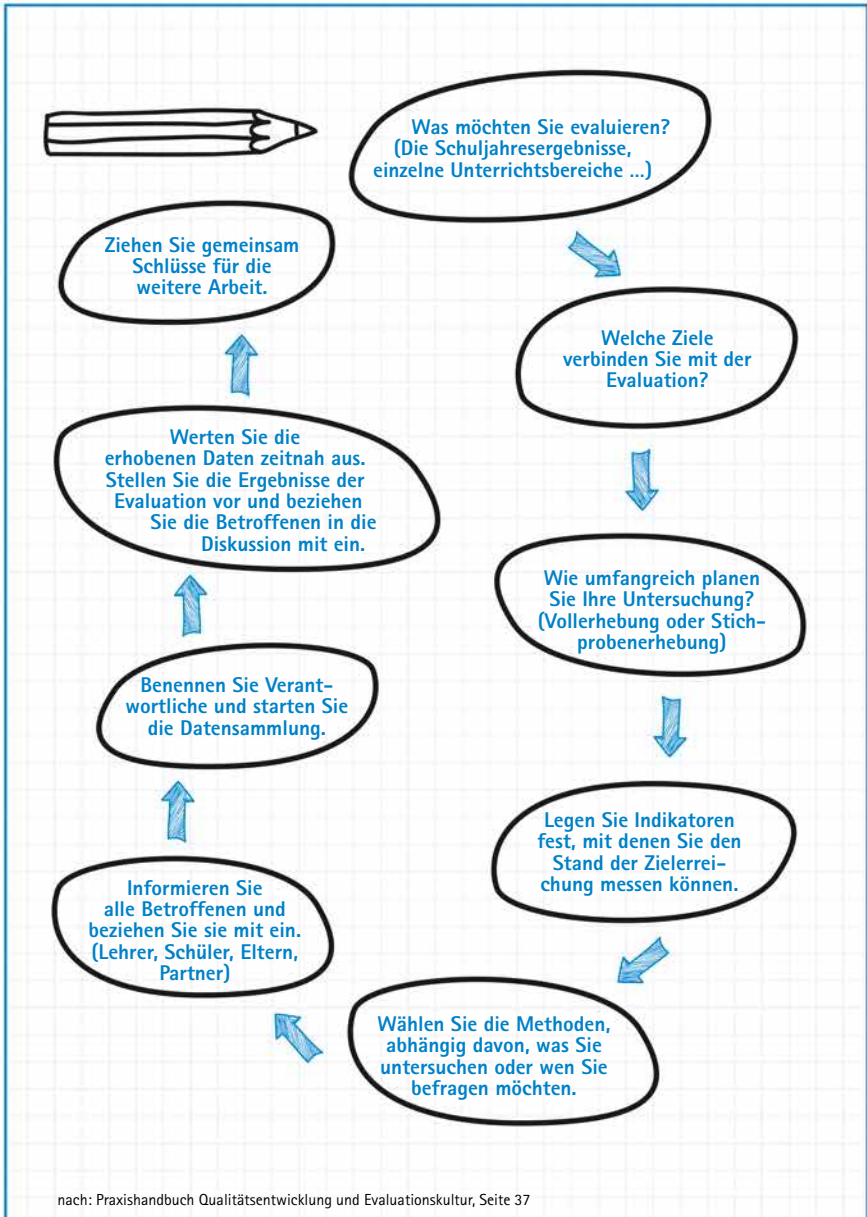 Was möchten Sie evaluieren?
(Die Schuljahresergebnisse,
einzelne Unterrichtsbereiche ...)
Welche Ziele
verbinden Sie mit der
Evaluation?
Wie umfangreich planen
Sie Ihre Untersuchung?
(Vollerhebung oder Stich-
probenerhebung)
Legen Sie Indikatoren
fest, mit denen Sie den
Stand der Zielerrei-
chung messen können.
Wählen Sie die Methoden,
abhängig davon, was Sie
untersuchen oder wen Sie
befragen möchten.
Informieren Sie
alle Betroffenen und
beziehen Sie sie mit ein.
(Lehrer, Schüler, Eltern,
Partner)
Benennen Sie Verant-
wortliche und starten Sie
die Datensammlung.
Werten Sie die
erhobenen Daten zeitnah aus.
Stellen Sie die Ergebnisse der
Evaluation vor und beziehen
Sie die Betroffenen in die
Diskussion mit ein.
Ziehen Sie gemeinsam
Schlüsse für die
weitere Arbeit.
nach: Praxishandbuch Qualitätsentwicklung und Evaluationskultur, Seite 37